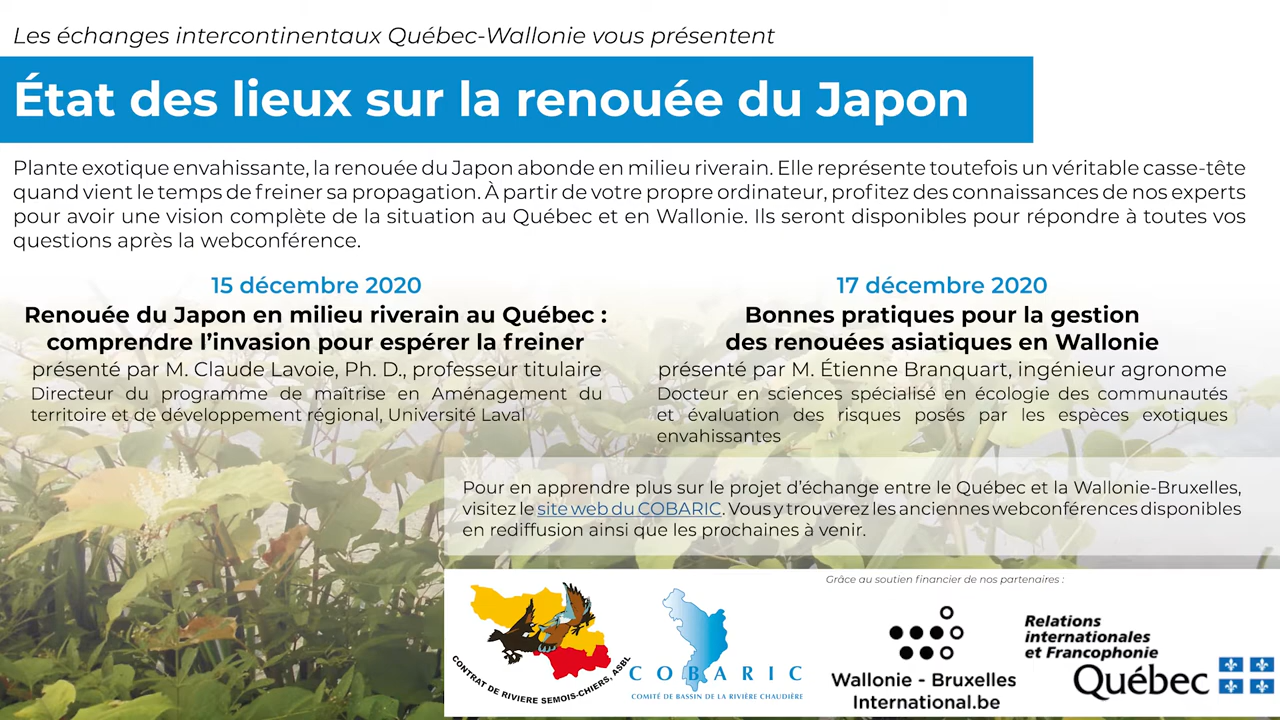 Les échanges intercontinentaux Québec-Wallonie vous présentent
État des lieux sur la renouée du Japon
Plante exotique envahissante, la renouée du Japon abonde en milieu riverain. Elle représente toutefois un véritable casse-tête
quand vient le temps de freiner sa propagation. À partir de votre propre ordinateur, profitez des connaissances de nos experts
pour avoir une vision complète de la situation au Québec et en Wallonie. Ils seront disponibles pour répondre à toutes vos
questions après la webconférence.
15 décembre 2020
Renouée du Japon en milieu riverain au Québec :
comprendre l'invasion pour espérer la freiner
présenté par M. Claude Lavoie, Ph. D., professeur titulaire
Directeur du programme de maîtrise en Aménagement du
territoire et de développement régional, Université Laval
17 décembre 2020
Bonnes pratiques pour la gestion
des renouées asiatiques en Wallonie
présenté par M. Étienne Branquart, ingénieur agronome
Docteur en sciences spécialisé en écologie des communautés
et évaluation des risques posés par les espèces exotiques
envahissantes
Pour en apprendre plus sur le projet d'échange entre le Québec et la Wallonie-Bruxelles,
visitez le site web du COBARIC. Vous y trouverez les anciennes webconférences disponibles
en rediffusion ainsi que les prochaines à venir.
Grâce au soutien financier de nos partenaires :
CONTRAT DE RIVIERE SEMOIS-CHIERS, ASBL
COBARIC
COMITÉ DE BASSIN DE LA RIVIÈRE CHAUDIÈRE
Wallonie - Bruxelles
International.be
Relations
internationales
et Francophonie
Québec